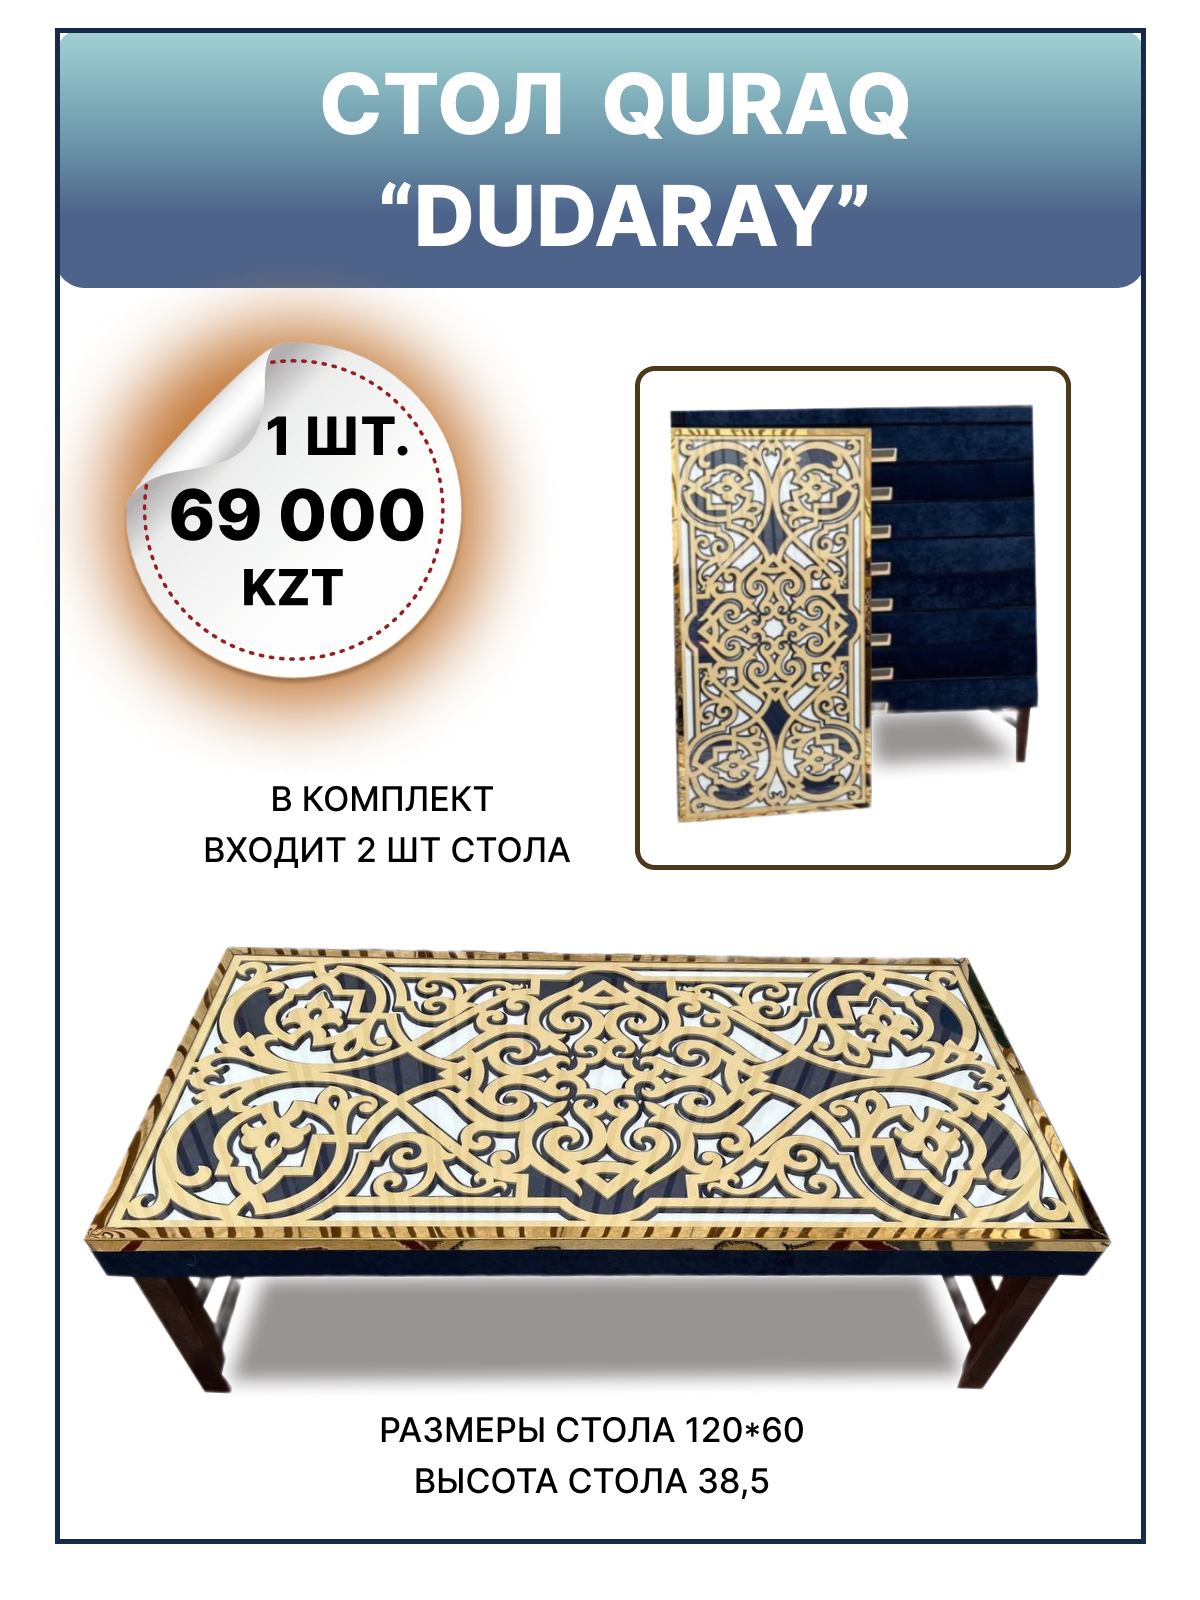 СТОЛ QURAQ
“DUDARAY”
1 ШТ.
69 000
KZT
В КОМПЛЕКТ
ВХОДИТ 2 ШТ СТОЛА
РАЗМЕРЫ СТОЛА 120*60
ВЫСОТА СТОЛА 38,5